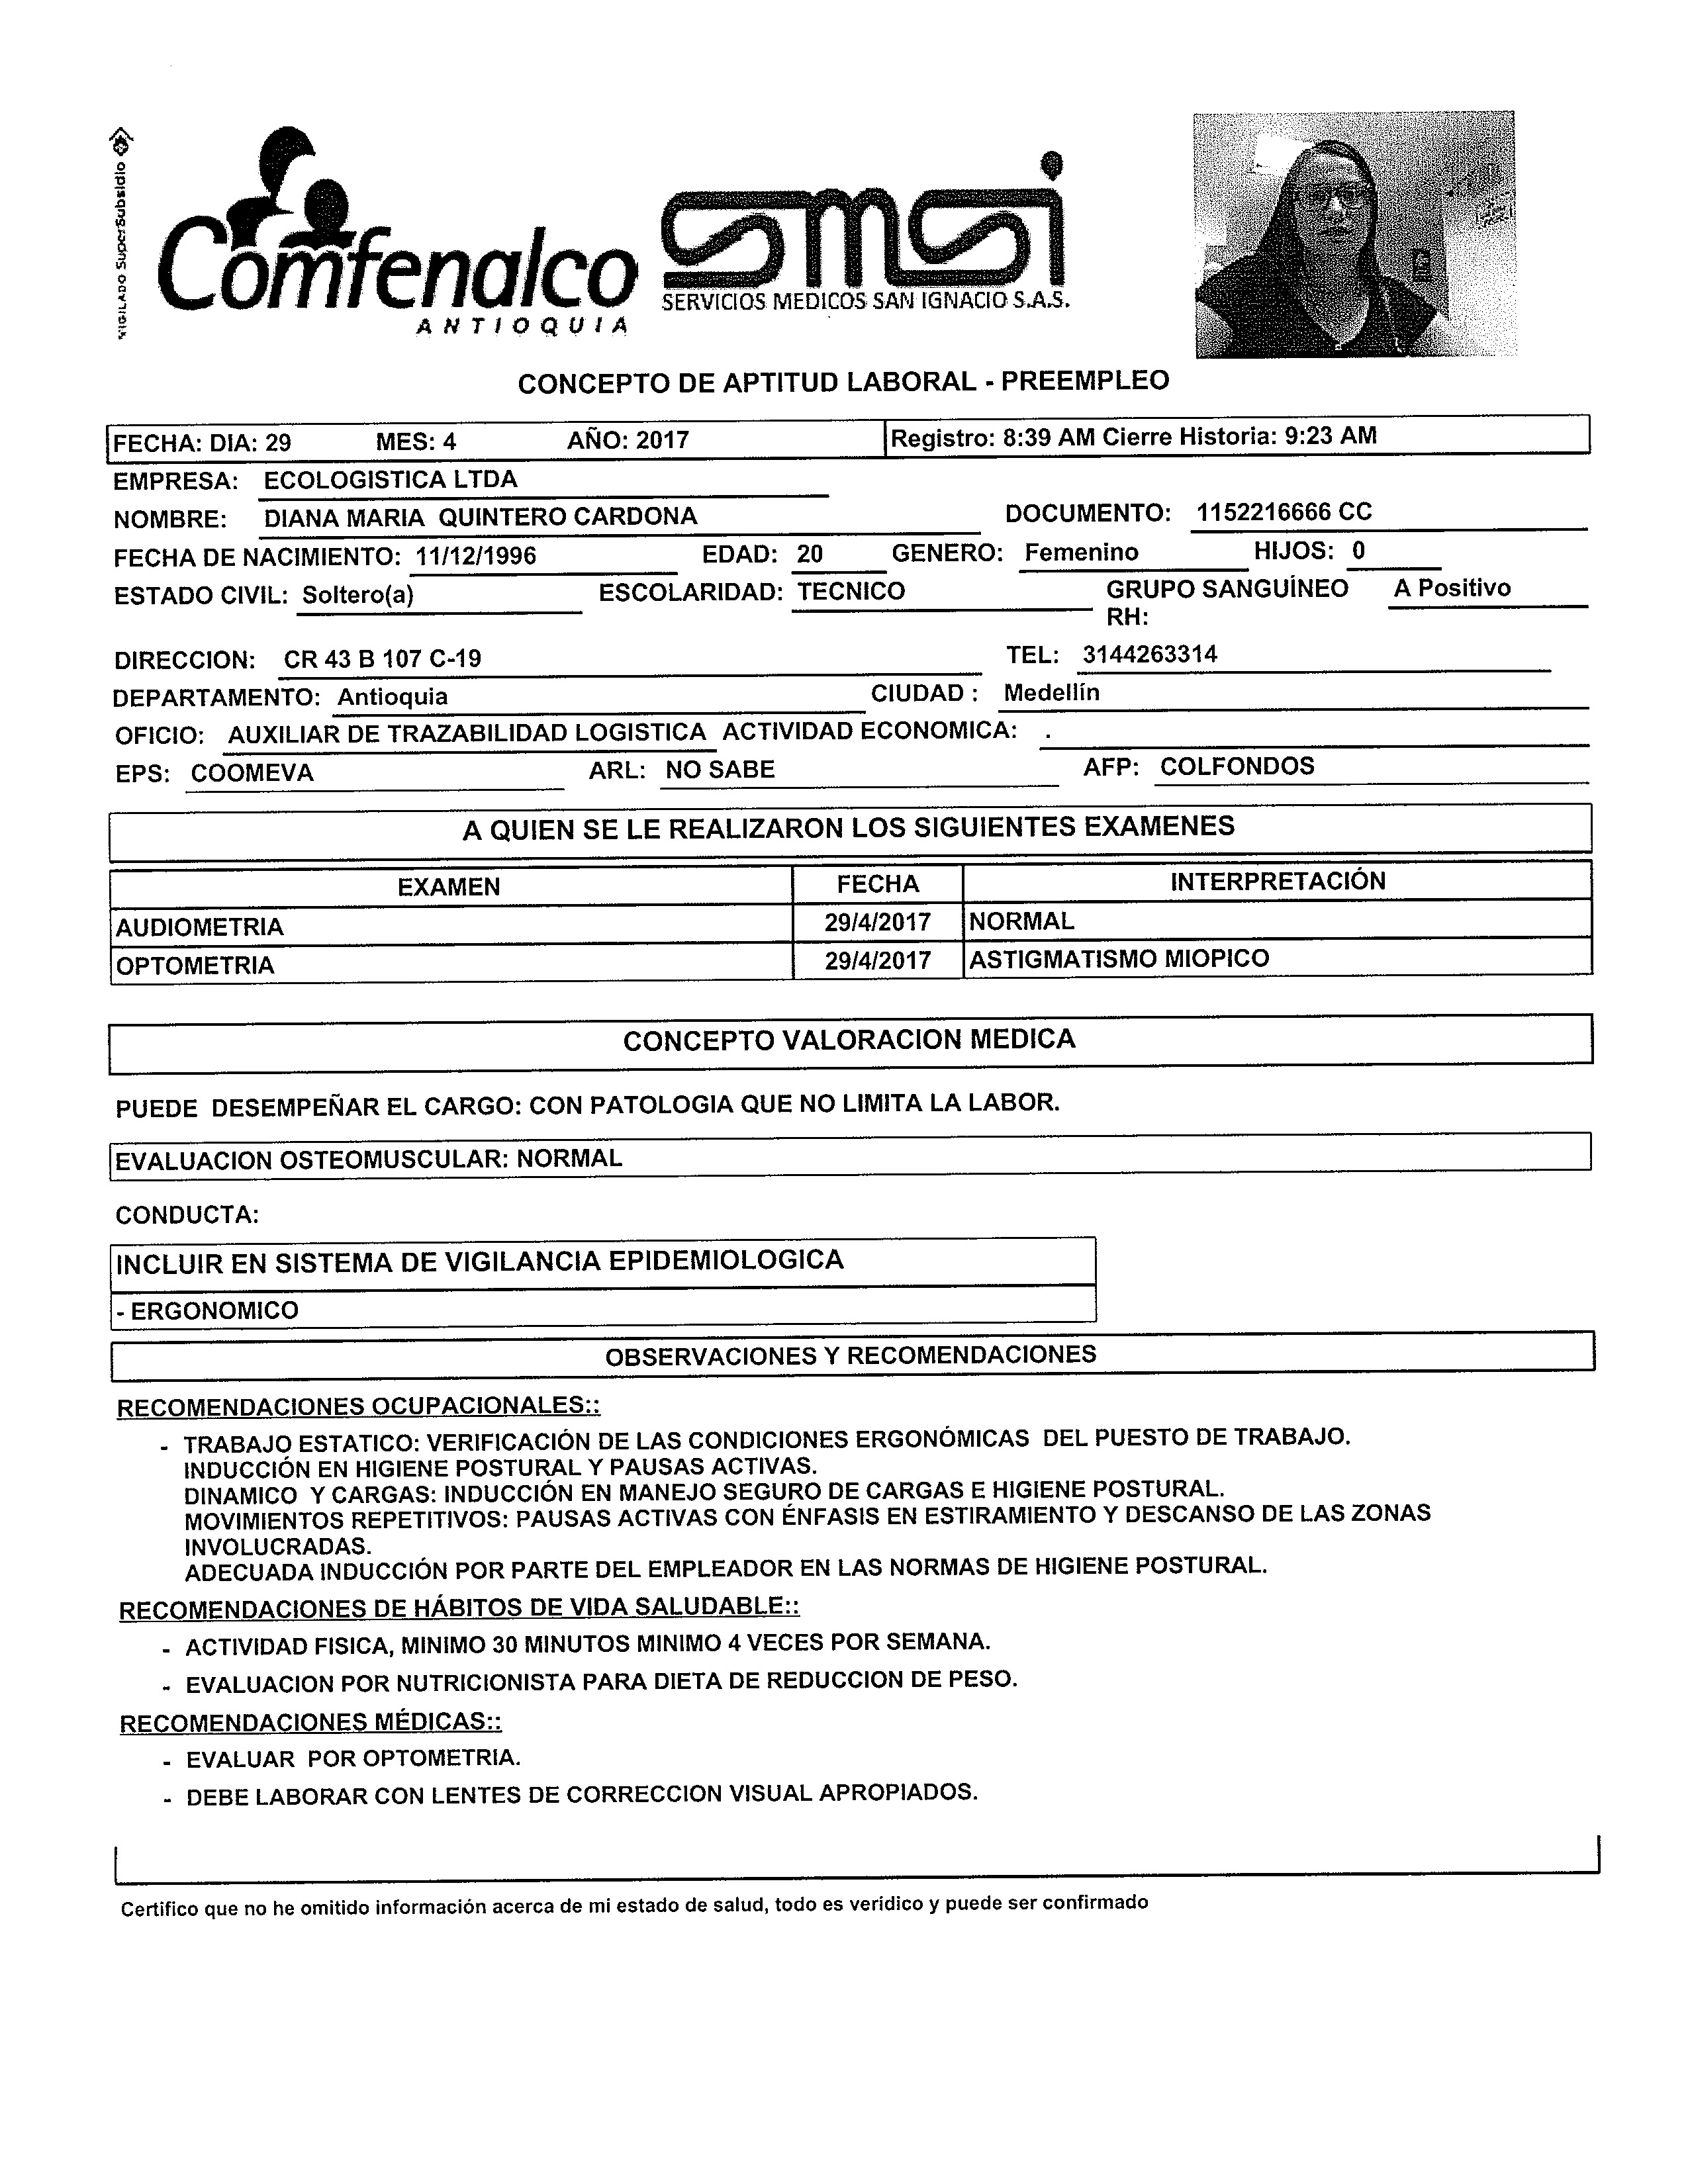 VIGILADO SuperSubsidio
Comfenalco
ANTIOQUIA
smsi
SERVICIOS MEDICOS SAN IGNACIO S.A.S.
CONCEPTO DE APTITUD LABORAL - PREEMPLEO
FECHA: DIA: 29 MES: 4 AÑO: 2017 Registro: 8:39 AM Cierre Historia: 9:23 AM
EMPRESA: ECOLOGISTICA LTDA
NOMBRE: DIANA MARIA QUINTERO CARDONA DOCUMENTO: 1152216666 CC
FECHA DE NACIMIENTO: 11/12/1996 EDAD: 20 GENERO: Femenino HIJOS: 0
ESTADO CIVIL: Soltero(a) ESCOLARIDAD: TECNICO GRUPO SANGUÍNEO A Positivo
RH:
DIRECCION: CR 43 B 107 C-19 TEL: 3144263314
DEPARTAMENTO: Antioquia CIUDAD : Medellín
OFICIO: AUXILIAR DE TRAZABILIDAD LOGISTICA ACTIVIDAD ECONOMICA: .
EPS: COOMEVA ARL: NO SABE AFP: COLFONDOS
A QUIEN SE LE REALIZARON LOS SIGUIENTES EXAMENES
EXAMEN FECHA INTERPRETACIÓN
AUDIOMETRIA 29/4/2017 NORMAL
OPTOMETRIA 29/4/2017 ASTIGMATISMO MIOPICO
CONCEPTO VALORACION MEDICA
PUEDE DESEMPEÑAR EL CARGO: CON PATOLOGIA QUE NO LIMITA LA LABOR.
EVALUACION OSTEOMUSCULAR: NORMAL
CONDUCTA:
INCLUIR EN SISTEMA DE VIGILANCIA EPIDEMIOLOGICA
- ERGONOMICO
OBSERVACIONES Y RECOMENDACIONES
RECOMENDACIONES OCUPACIONALES::
- TRABAJO ESTATICO: VERIFICACIÓN DE LAS CONDICIONES ERGONÓMICAS DEL PUESTO DE TRABAJO.
INDUCCIÓN EN HIGIENE POSTURAL Y PAUSAS ACTIVAS.
DINAMICO Y CARGAS: INDUCCIÓN EN MANEJO SEGURO DE CARGAS E HIGIENE POSTURAL.
MOVIMIENTOS REPETITIVOS: PAUSAS ACTIVAS CON ÉNFASIS EN ESTIRAMIENTO Y DESCANSO DE LAS ZONAS
INVOLUCRADAS.
ADECUADA INDUCCIÓN POR PARTE DEL EMPLEADOR EN LAS NORMAS DE HIGIENE POSTURAL.
RECOMENDACIONES DE HÁBITOS DE VIDA SALUDABLE::
- ACTIVIDAD FISICA, MINIMO 30 MINUTOS MINIMO 4 VECES POR SEMANA.
- EVALUACION POR NUTRICIONISTA PARA DIETA DE REDUCCION DE PESO.
RECOMENDACIONES MÉDICAS::
- EVALUAR POR OPTOMETRIA.
- DEBE LABORAR CON LENTES DE CORRECCION VISUAL APROPIADOS.
Certifico que no he omitido información acerca de mi estado de salud, todo es verídico y puede ser confirmado